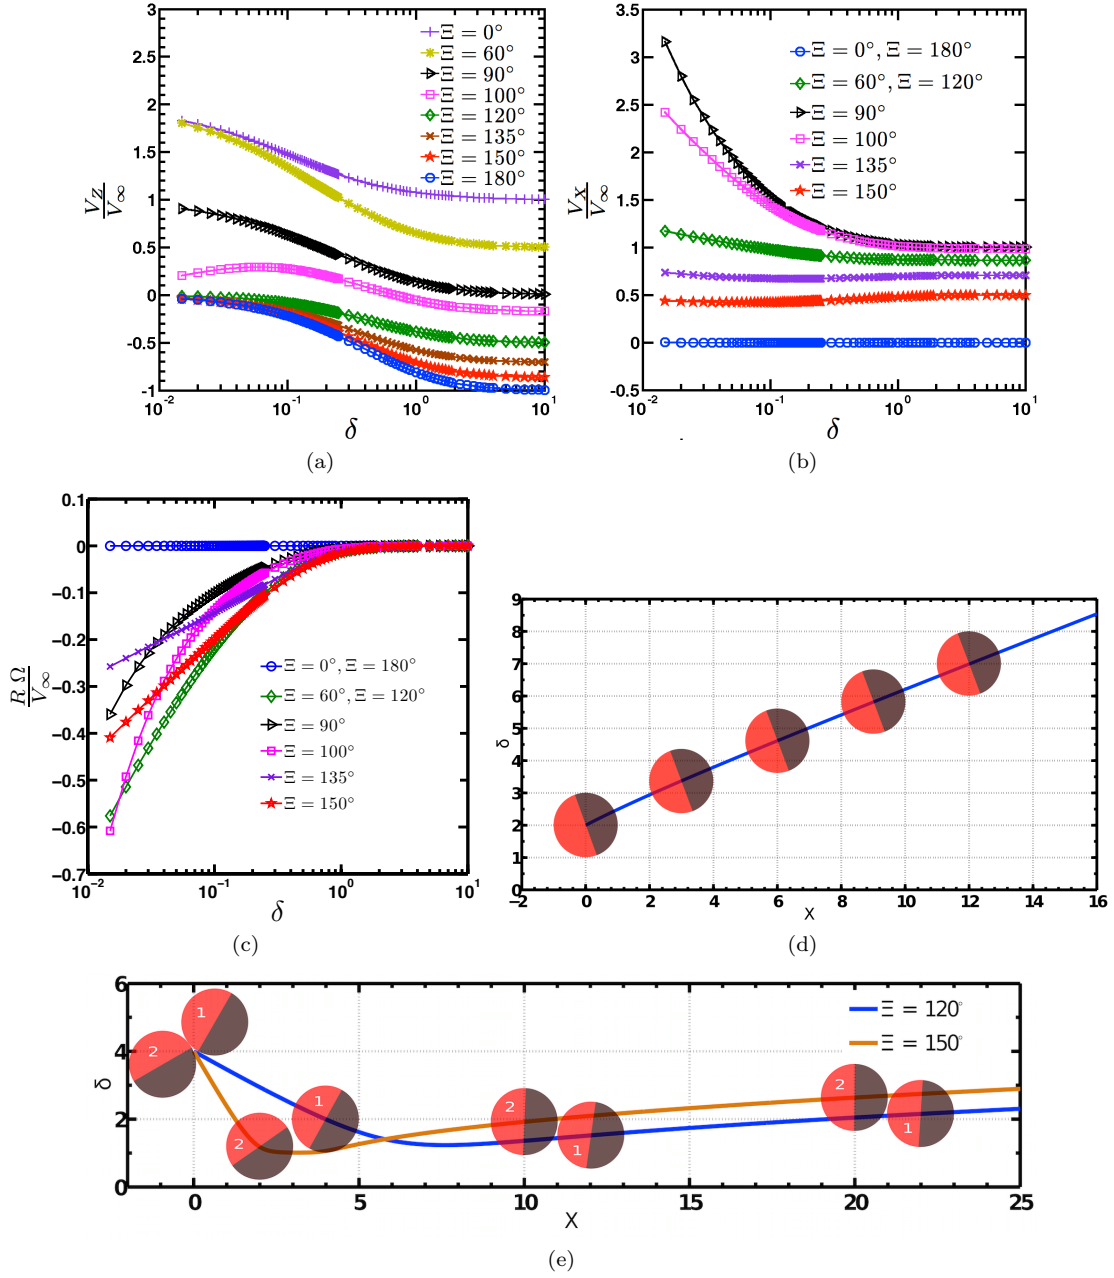 3
2.5
2
1.5
1
0.5
0
-0.5
-1
V_Z / V_∞
Ξ = 0°
Ξ = 60°
Ξ = 90°
Ξ = 100°
Ξ = 120°
Ξ = 135°
Ξ = 150°
Ξ = 180°
10^-2
10^-1
10^0
10^1
δ
(a)
3.5
3
2.5
2
1.5
1
0.5
0
-0.5
V_X / V_∞
Ξ = 0°, Ξ = 180°
Ξ = 60°, Ξ = 120°
Ξ = 90°
Ξ = 100°
Ξ = 135°
Ξ = 150°
10^-2
10^-1
10^0
10^1
δ
(b)
0.1
0
−0.1
−0.2
−0.3
−0.4
−0.5
−0.6
−0.7
R Ω / V_∞
Ξ = 0°, Ξ = 180°
Ξ = 60°, Ξ = 120°
Ξ = 90°
Ξ = 100°
Ξ = 135°
Ξ = 150°
10^-2
10^-1
10^0
10^1
δ
(c)
9
8
7
6
5
4
3
2
1
0
δ
−2 0 2 4 6 8 10 12 14 16
X
(d)
6
4
2
0
δ
1
2
1
2
2
1
2
1
Ξ = 120°
Ξ = 150°
0 5 10 15 20 25
X
(e)